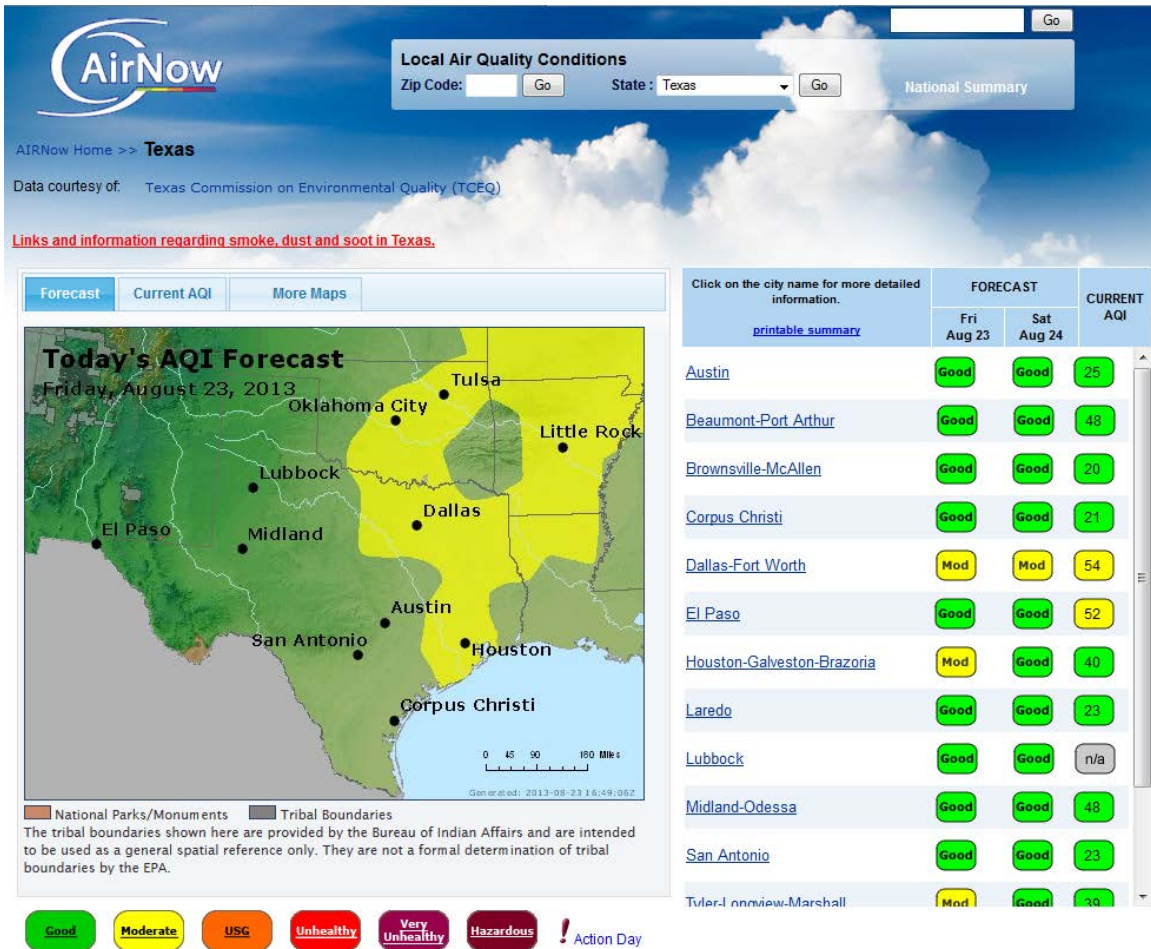 Go
AirNow
Local Air Quality Conditions
Zip Code: Go State : Texas Go
National Summary
AIRNow Home >> Texas
Data courtesy of: Texas Commission on Environmental Quality (TCEQ)
Links and information regarding smoke, dust and soot in Texas.
Forecast Current AQI More Maps
Today's AQI Forecast
Friday, August 23, 2013
Tulsa
Oklahoma City
Little Rock
Lubbock
Dallas
El Paso
Midland
Austin
San Antonio
Houston
Corpus Christi
0 45 90 180 Miles
Generated: 2013-08-23 16:49:06Z
National Parks/Monuments Tribal Boundaries
The tribal boundaries shown here are provided by the Bureau of Indian Affairs and are intended
to be used as a general spatial reference only. They are not a formal determination of tribal
boundaries by the EPA.
Click on the city name for more detailed
information.
printable summary
FORECAST
CURRENT
AQI
Fri
Aug 23
Sat
Aug 24
Austin Good Good 25
Beaumont-Port Arthur Good Good 48
Brownsville-McAllen Good Good 20
Corpus Christi Good Good 21
Dallas-Fort Worth Mod Mod 54
El Paso Good Good 52
Houston-Galveston-Brazoria Mod Good 40
Laredo Good Good 23
Lubbock Good Good n/a
Midland-Odessa Good Good 48
San Antonio Good Good 23
Tyler-Longview-Marshall Mod Good 39
Good Moderate USG Unhealthy Very Unhealthy Hazardous ! Action Day